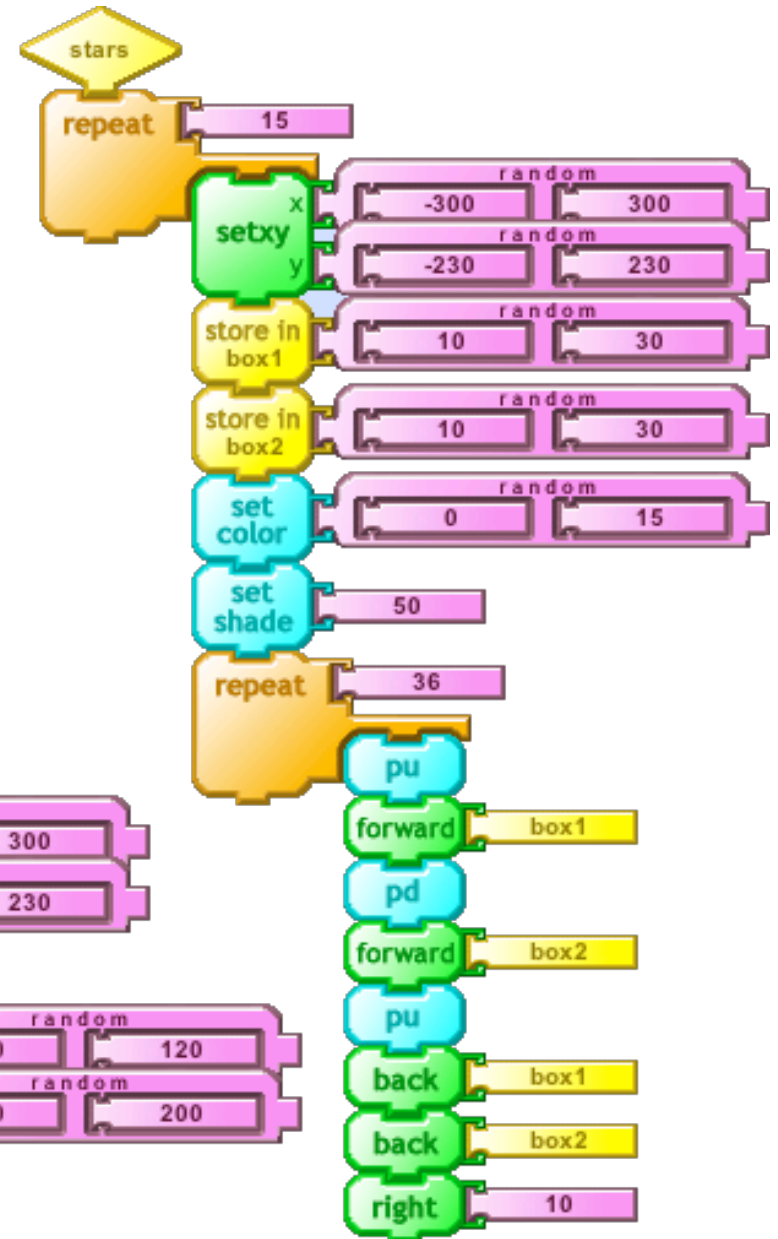 stars
repeat 15
random
x -300 300
setxy
random
y -230 230
random
store in 10 30
box1
random
store in 10 30
box2
random
set 0 15
color
set 50
shade
repeat 36
pu
forward box1
300
pd
230
forward box2
pu
random
120
back box1
random
200
back box2
right 10